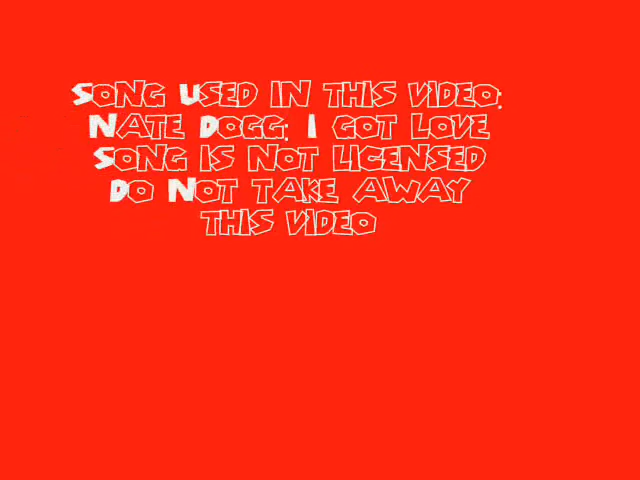 Song Used in this video:
Nate Dogg: I got love
Song is not licensed
Do Not take away
this video